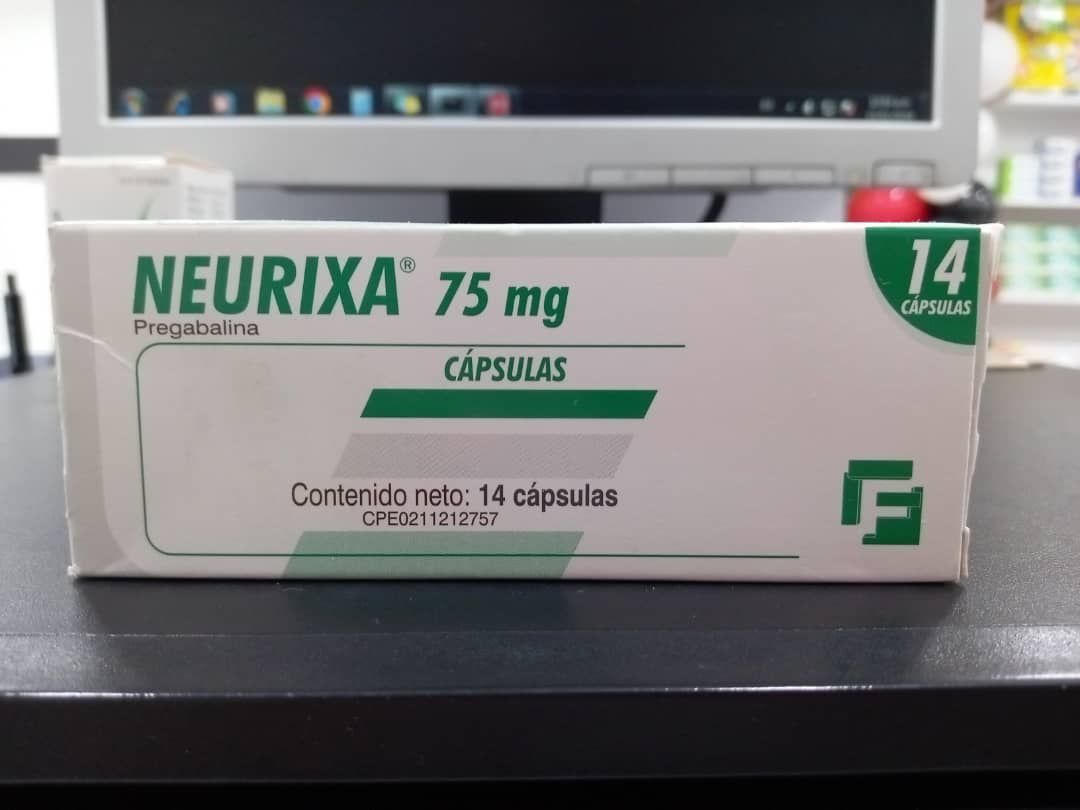 NEURIXA® 75 mg
Pregabalina
14
CÁPSULAS
CÁPSULAS
Contenido neto: 14 cápsulas
CPE0211212757